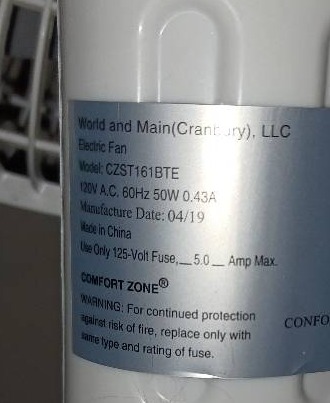 World and Main(Cranbury), LLC
Electric Fan
Model: CZST161BTE
120V A.C. 60Hz 50W 0.43A
Manufacture Date: 04/19
Made in China
Use Only 125-Volt Fuse,__5.0__ Amp Max.
COMFORT ZONE®
WARNING: For continued protection
against risk of fire, replace only with
same type and rating of fuse.
CONFO